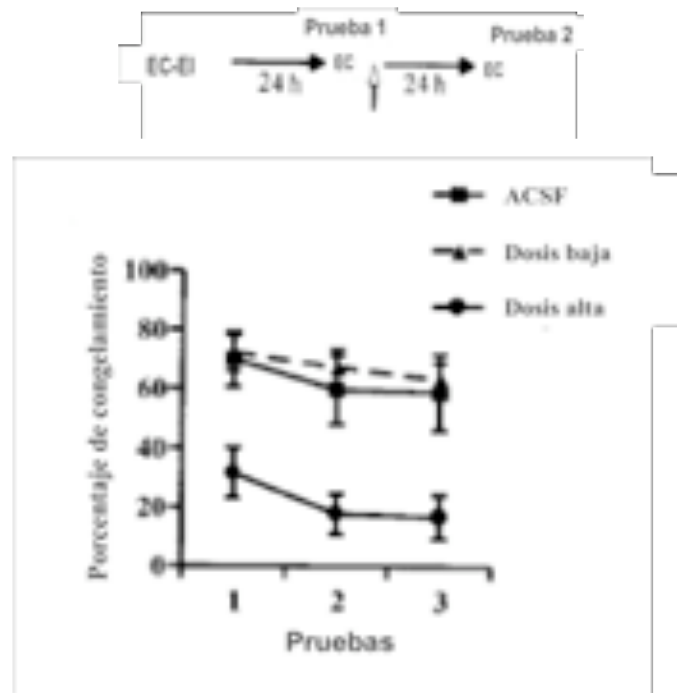 Prueba 1
Prueba 2
EC-EI
24 h
EC
24 h
EC
ACSF
Dosis baja
Dosis alta
Porcentaje de congelamiento
100
80
60
40
20
0
1 2 3
Pruebas